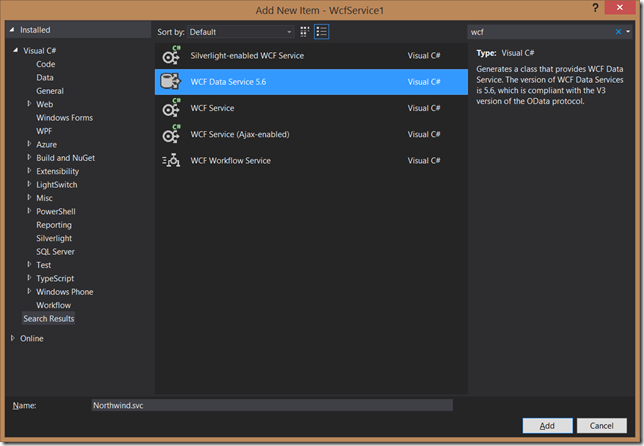 Add New Item - WcfService1
? ×
Installed
Visual C#
Code
Data
General
Web
Windows Forms
WPF
Azure
Build and NuGet
Extensibility
LightSwitch
Misc
PowerShell
Reporting
Silverlight
SQL Server
Test
TypeScript
Windows Phone
Workflow
Search Results
Online
Sort by: Default
C# Silverlight-enabled WCF Service Visual C#
WCF Data Service 5.6 Visual C#
C# WCF Service Visual C#
C# WCF Service (Ajax-enabled) Visual C#
WCF Workflow Service Visual C#
wcf ×
Type: Visual C#
Generates a class that provides WCF Data
Service. The version of WCF Data Services
is 5.6, which is compliant with the V3
version of the OData protocol.
Name: Northwind.svc
Add Cancel